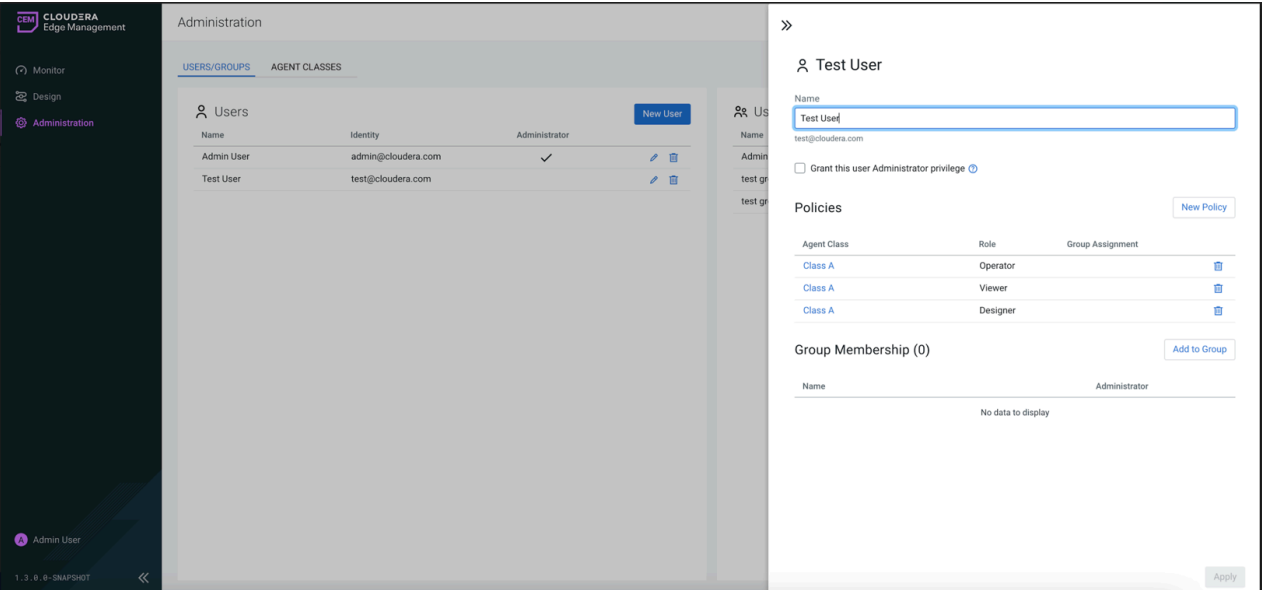 CEM CLOUDERA
Edge Management
Monitor
Design
Administration
A Admin User
1.3.0.0-SNAPSHOT
Administration
USERS/GROUPS AGENT CLASSES
Users New User
Name Identity Administrator
Admin User admin@cloudera.com
Test User test@cloudera.com
Us
Name
Admin
test gr
test gr
Test User
Name
Test User
test@cloudera.com
Grant this user Administrator privilege ?
Policies New Policy
Agent Class Role Group Assignment
Class A Operator
Class A Viewer
Class A Designer
Group Membership (0) Add to Group
Name Administrator
No data to display
Apply